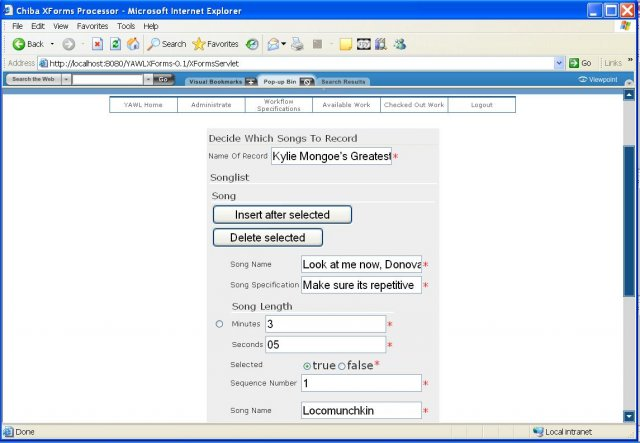 Chiba XForms Processor - Microsoft Internet Explorer
File Edit View Favorites Tools Help
Back Search Favorites
Address http://localhost:8080/YAWLXForms-0.1/XFormsServlet Go Links »
Search the Web Go Visual Bookmarks Pop-up Bin Search Results Viewpoint
YAWL Home Administrate Workflow Specifications Available Work Checked Out Work Logout
Decide Which Songs To Record
Name Of Record Kylie Mongoe's Greatest *
Songlist
Song
Insert after selected
Delete selected
Song Name Look at me now, Donova *
Song Specification Make sure its repetitive *
Song Length
Minutes 3 *
Seconds 05 *
Selected true false *
Sequence Number 1 *
Song Name Locomunchkin *
Done Local intranet